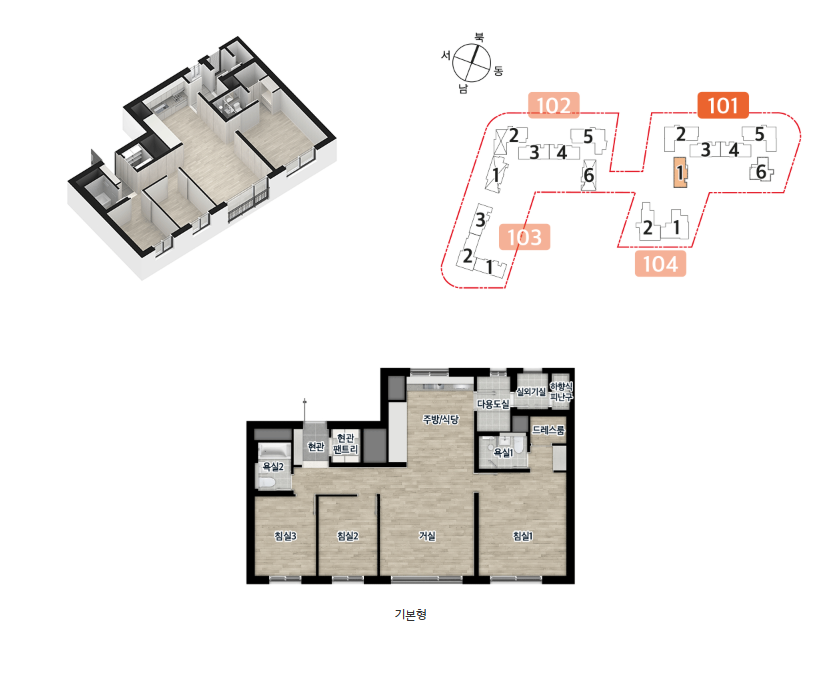 북
서
동
남
102
101
2
5
3
4
1
6
2
5
3
4
1
6
3
103
2
1
2
1
104
하향식
피난구
실외기실
다용도실
주방/식당
드레스룸
현관
현관
팬트리
욕실1
욕실2
침실3
침실2
거실
침실1
기본형